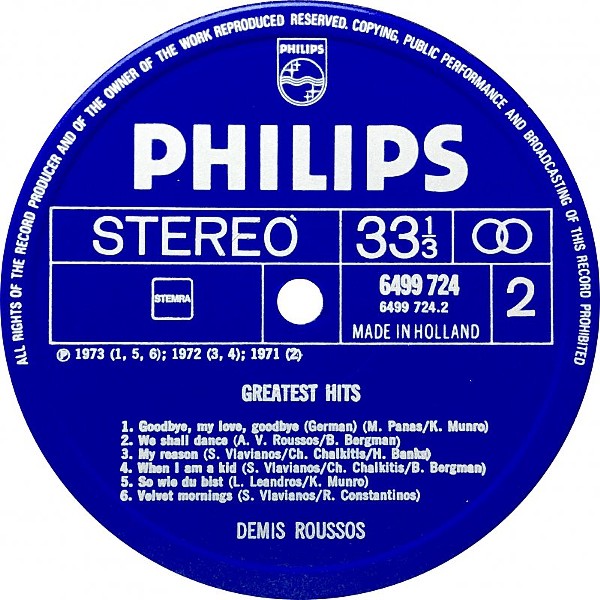 ALL RIGHTS OF THE RECORD PRODUCER AND OF THE OWNER OF THE WORK REPRODUCED RESERVED. COPYING, PUBLIC PERFORMANCE AND BROADCASTING OF THIS RECORD PROHIBITED
PHILIPS
PHILIPS
STEREO
33 1/3
STEMRA
6499 724
6499 724.2
MADE IN HOLLAND
2
Ⓟ 1973 (1, 5, 6); 1972 (3, 4); 1971 (2)
GREATEST HITS
1. Goodbye, my love, goodbye (German) (M. Panas/K. Munro)
2. We shall dance (A. V. Roussos/B. Bergman)
3. My reason (S. Vlavianos/Ch. Chalkitis/H. Banks)
4. When I am a kid (S. Vlavianos/Ch. Chalkitis/B. Bergman)
5. So wie du bist (L. Leandros/K. Munro)
6. Velvet mornings (S. Vlavianos/R. Constantinos)
DEMIS ROUSSOS